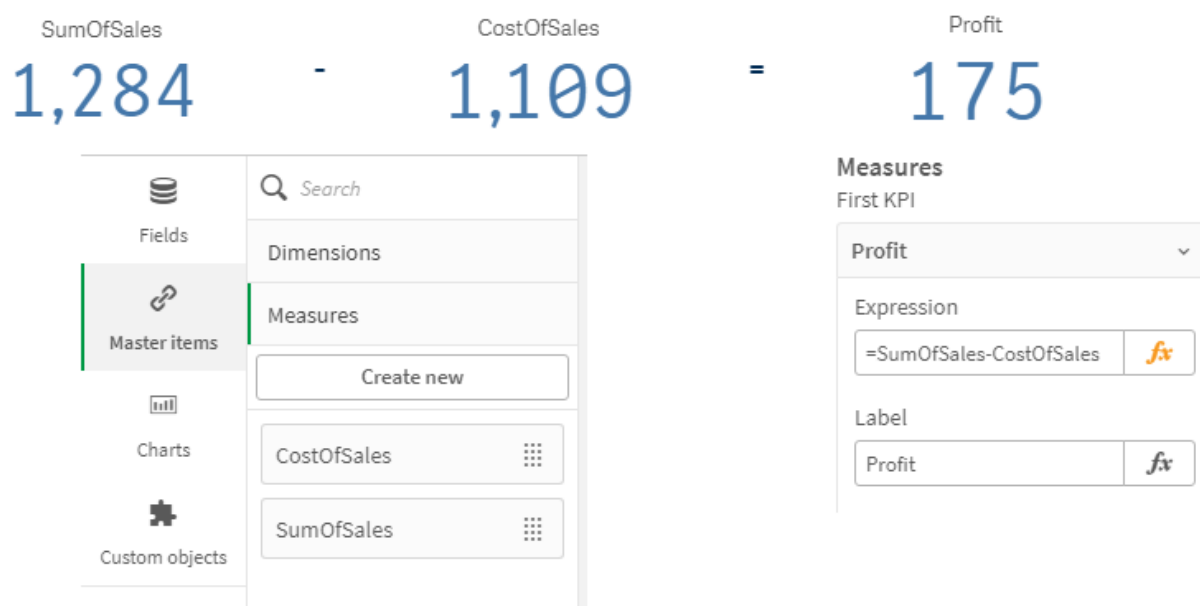 SumOfSales
1,284
-
CostOfSales
1,109
=
Profit
175
Fields
Master items
Charts
Custom objects
Search
Dimensions
Measures
Create new
CostOfSales
SumOfSales
Measures
First KPI
Profit
Expression
=SumOfSales-CostOfSales
fx
Label
Profit
fx